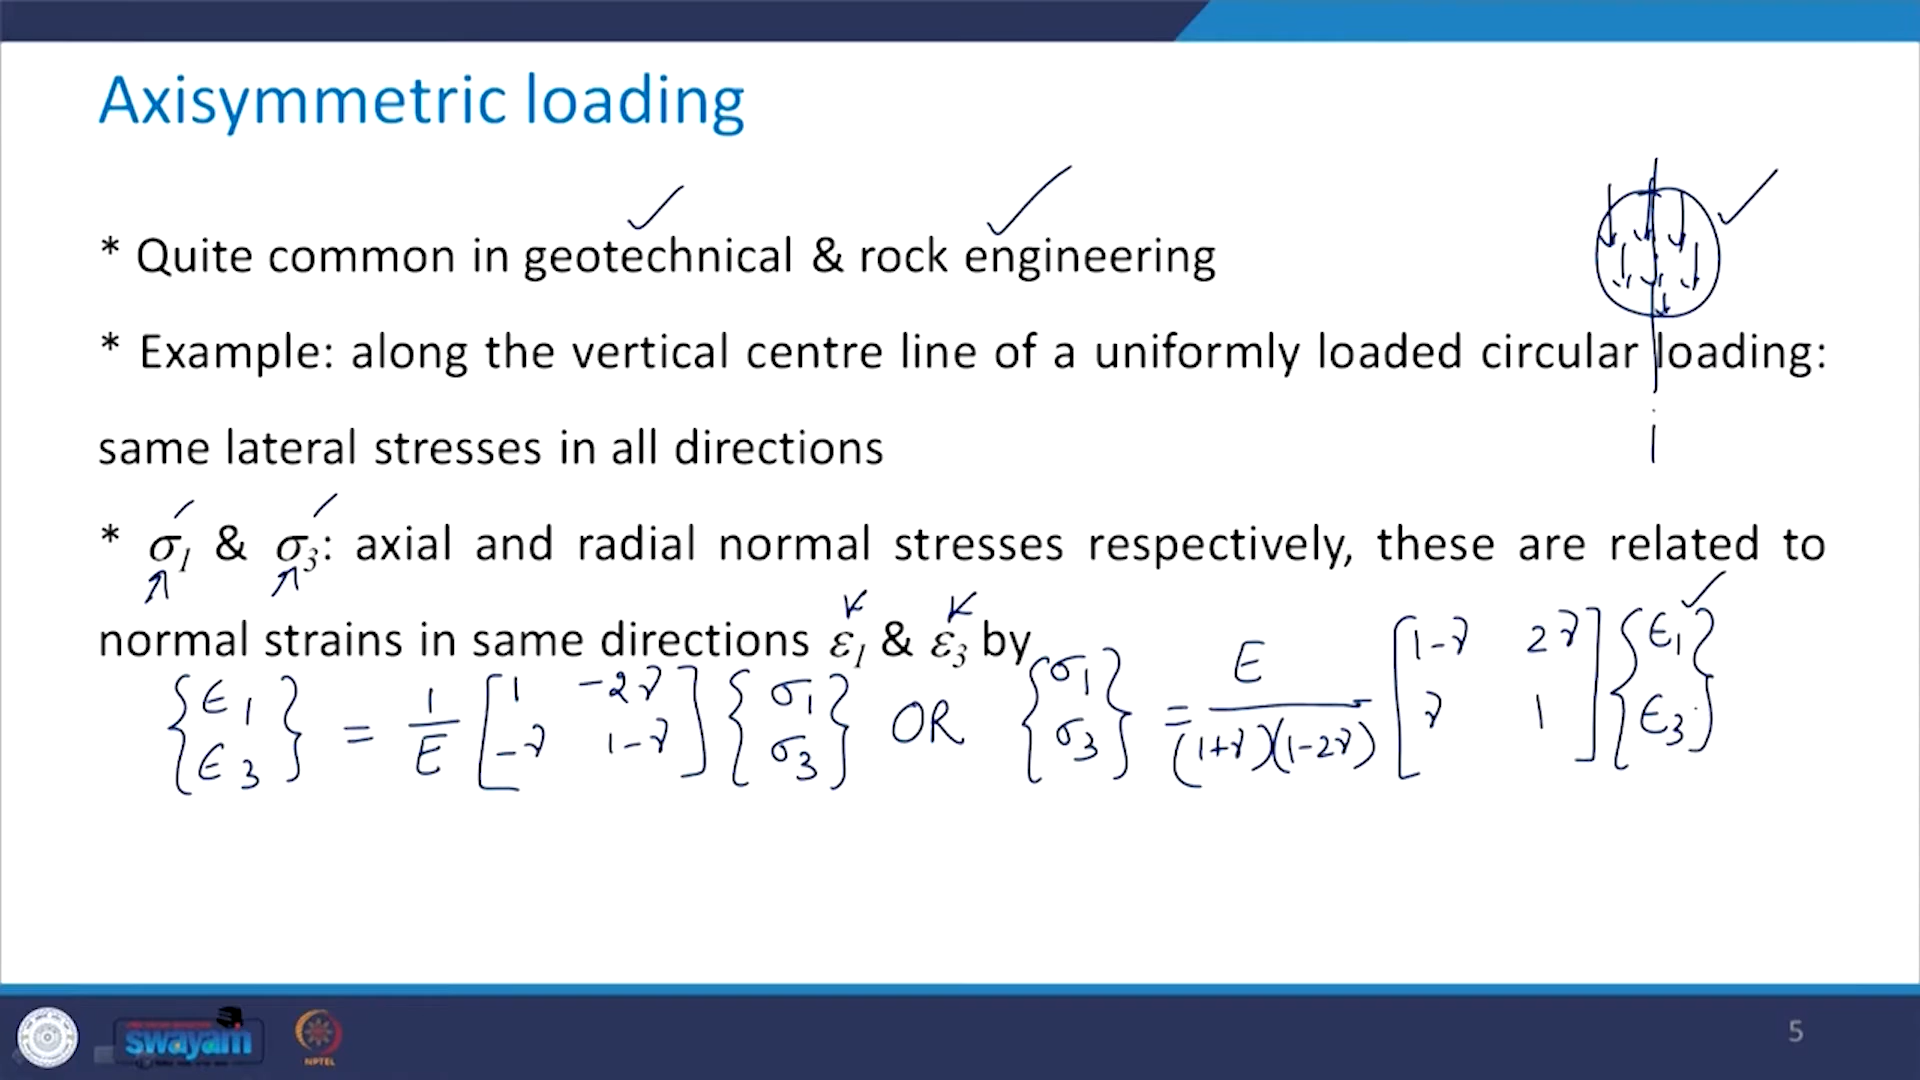 Axisymmetric loading
* Quite common in geotechnical & rock engineering
* Example: along the vertical centre line of a uniformly loaded circular loading:
same lateral stresses in all directions
* σ1 & σ3: axial and radial normal stresses respectively, these are related to
normal strains in same directions ε1 & ε3 by
{ε1 ε3} = 1/E [1 -2ν -ν 1-ν] {σ1 σ3} OR {σ1 σ3} = E/(1+ν)(1-2ν) [1-ν 2ν ν 1] {ε1 ε3}
swayam
NPTEL
5